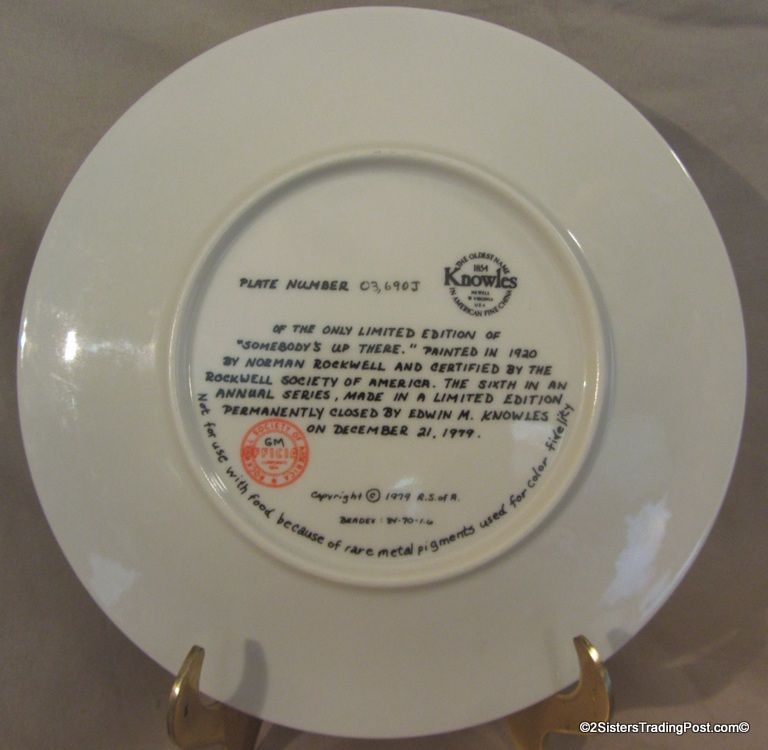 PLATE NUMBER 03,690J
THE OLDEST NAME
1854
Knowles
NEWELL
W VIRGINIA
USA
IN AMERICAN FINE CHINA
OF THE ONLY LIMITED EDITION OF
"SOMEBODY'S UP THERE." PAINTED IN 1920
BY NORMAN ROCKWELL AND CERTIFIED BY THE
ROCKWELL SOCIETY OF AMERICA. THE SIXTH IN AN
ANNUAL SERIES, MADE IN A LIMITED EDITION
PERMANENTLY CLOSED BY EDWIN M. KNOWLES
ON DECEMBER 21, 1979.
GM
OFFICIAL
Copyright © 1979 R.S. of A.
BRADEX: 84-70-1.6
Not for use with food because of rare metal pigments used for color fidelity
©2SistersTradingPost.com©